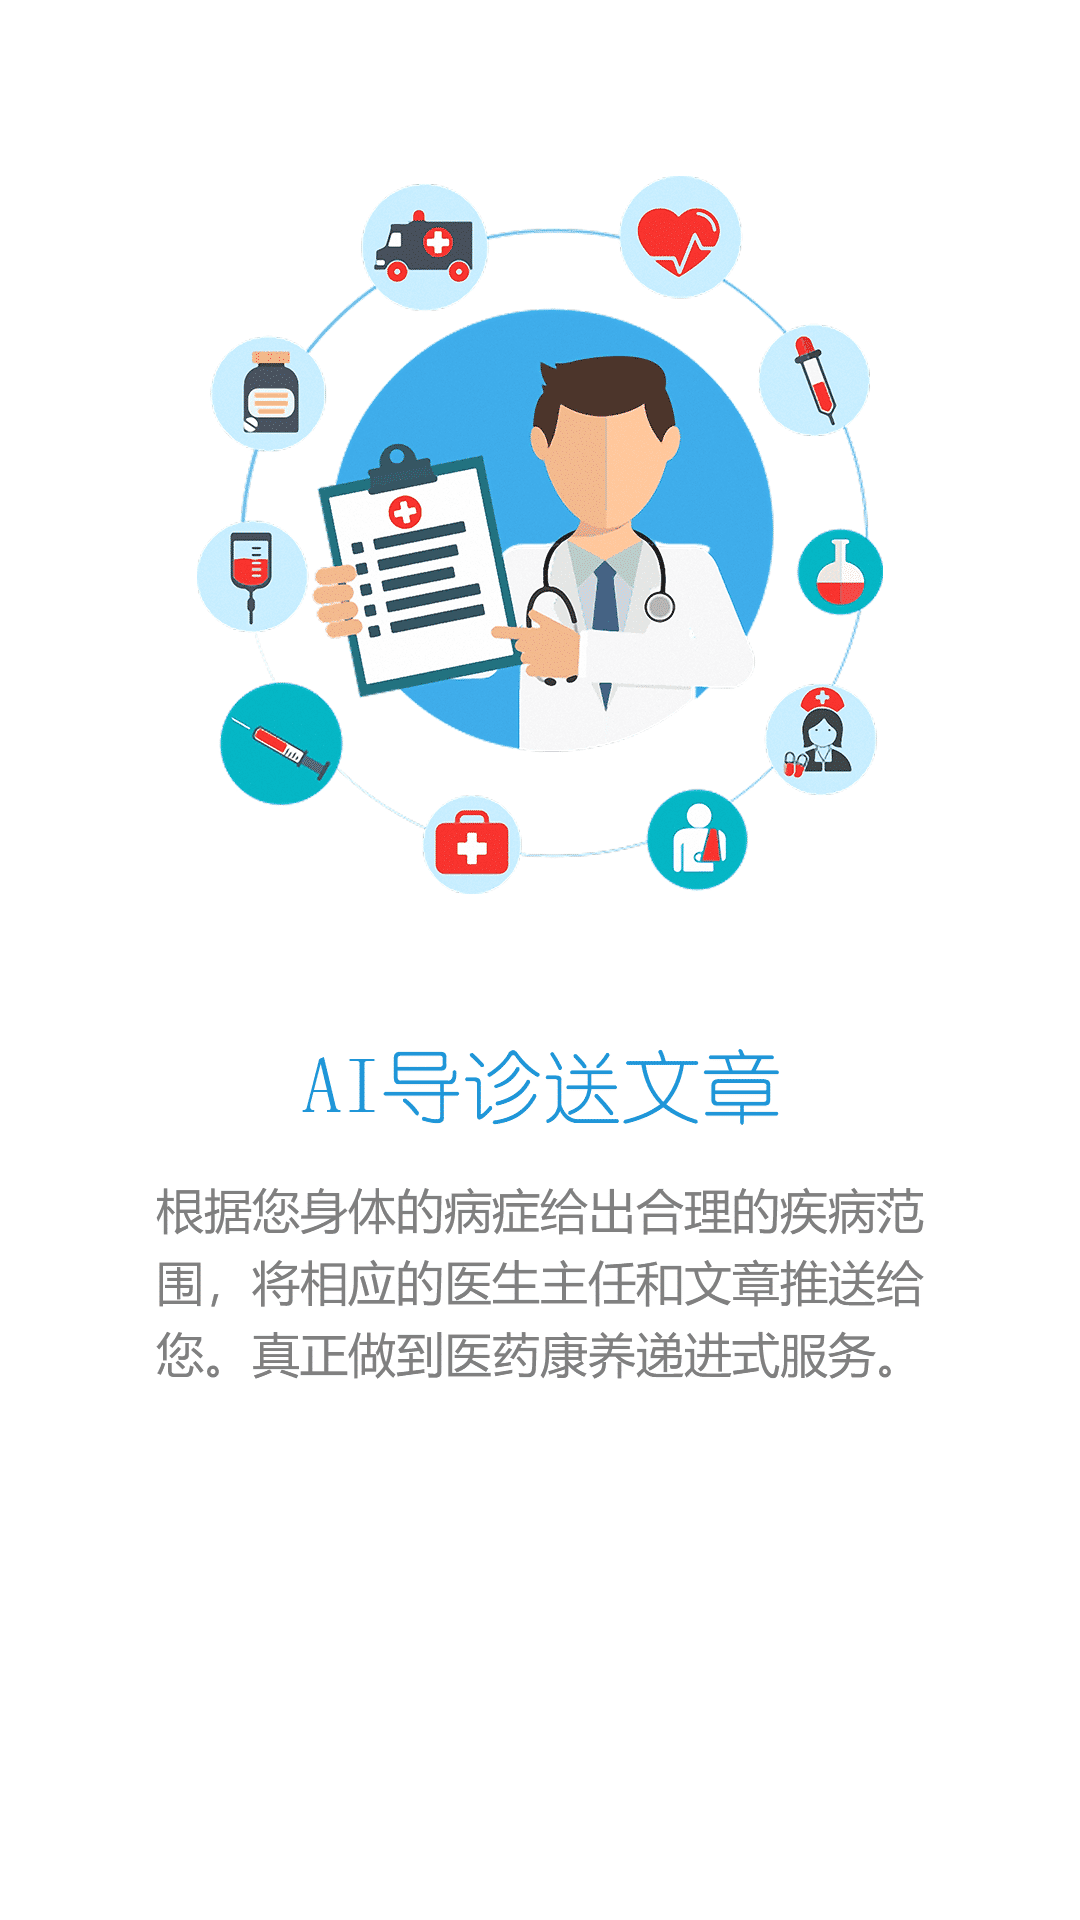 AI导诊送文章
根据您身体的病症给出合理的疾病范
围，将相应的医生主任和文章推送给
您。真正做到医药康养递进式服务。